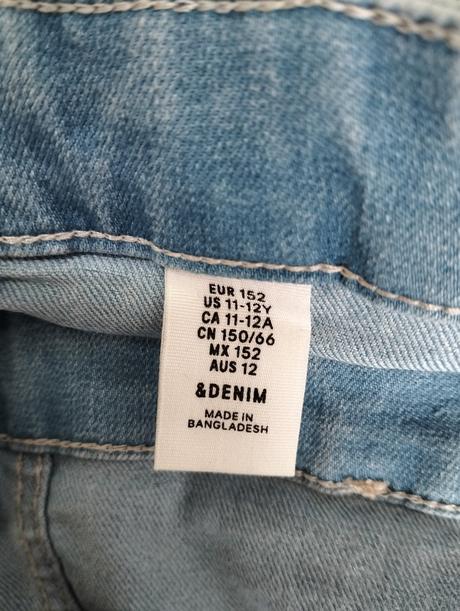 EUR 152
US 11-12Y
CA 11-12A
CN 150/66
MX 152
AUS 12
&DENIM
MADE IN
BANGLADESH